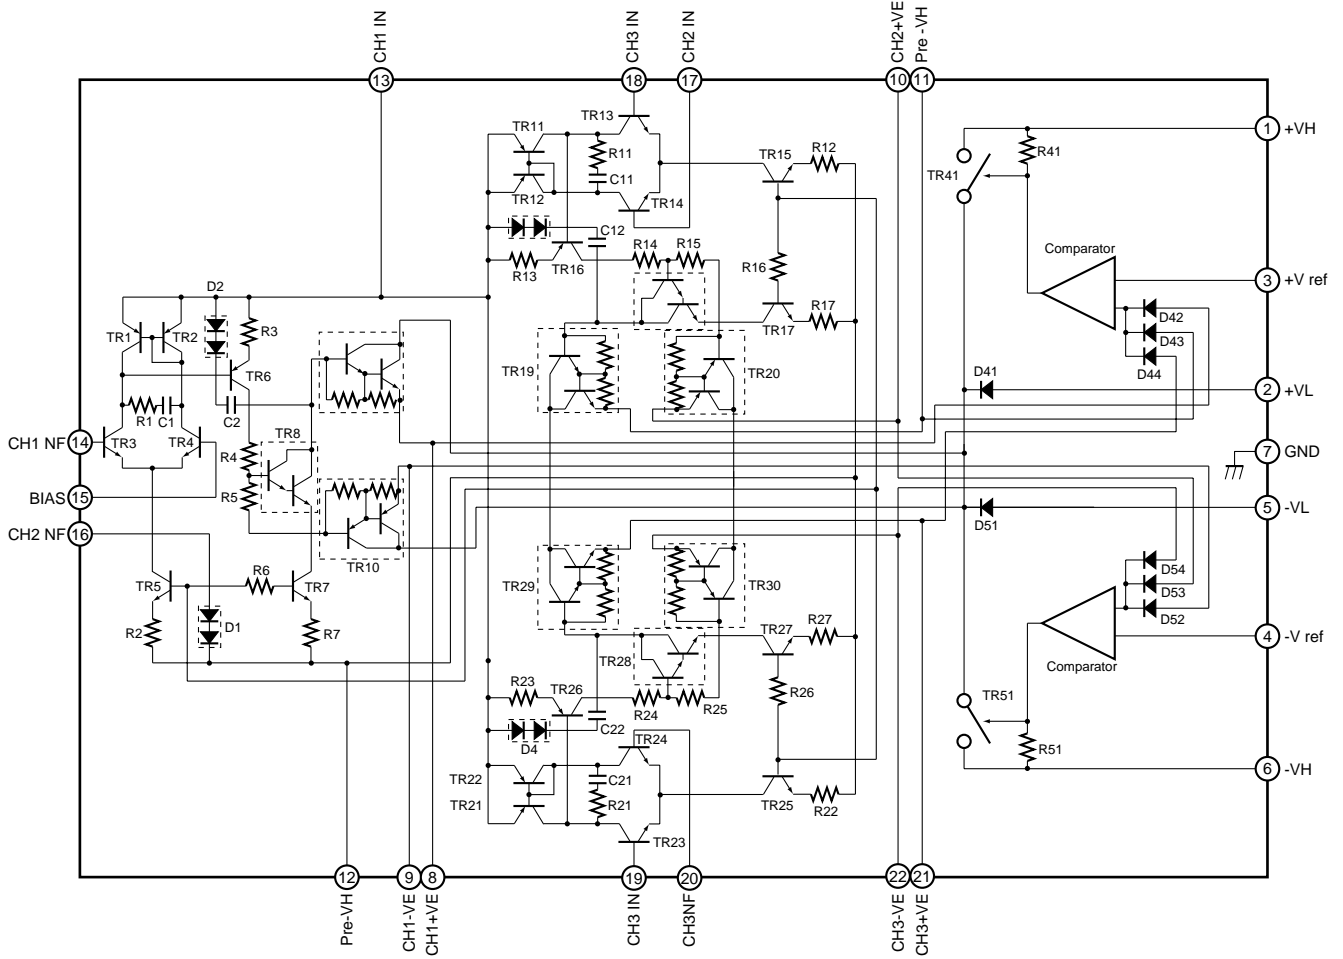 CH1 IN
CH3 IN
CH2 IN
CH2+VE
Pre -VH
13
18
17
10
11
TR13
TR11
R11
C11
TR12
TR14
TR15
R12
1
+VH
R41
TR41
C12
R13
TR16
R14
R15
R16
Comparator
3
+V ref
D2
R3
TR1
TR2
TR6
TR17
R17
D42
D43
D44
TR19
TR20
D41
2
+VL
R1
C1
C2
CH1 NF
14
TR3
TR4
TR8
R4
7
GND
BIAS
15
R5
CH2 NF
16
5
-VL
D51
TR10
TR5
R6
TR7
TR29
TR30
D54
D53
D52
R2
D1
R7
R27
TR27
4
-V ref
TR28
Comparator
R23
TR26
R24
R25
R26
TR51
C22
D4
TR24
R51
TR22
C21
6
-VH
TR21
R21
TR25
R22
TR23
12
9
8
19
20
22
21
Pre-VH
CH1-VE
CH1+VE
CH3 IN
CH3NF
CH3-VE
CH3+VE